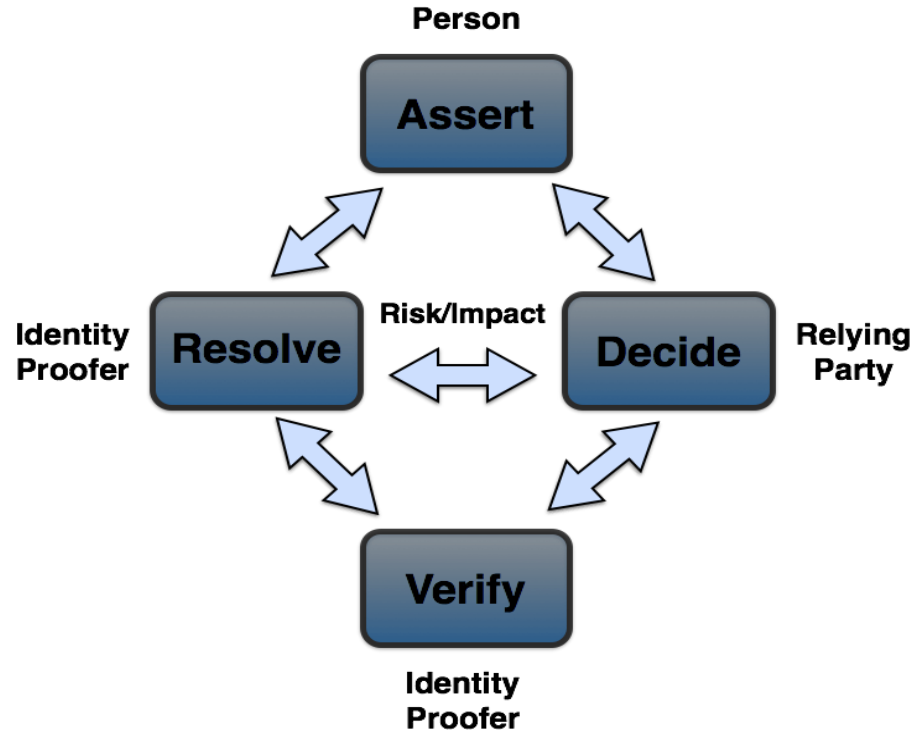 Person
Assert
Risk/Impact
Identity
Proofer
Resolve
Decide
Relying
Party
Verify
Identity
Proofer